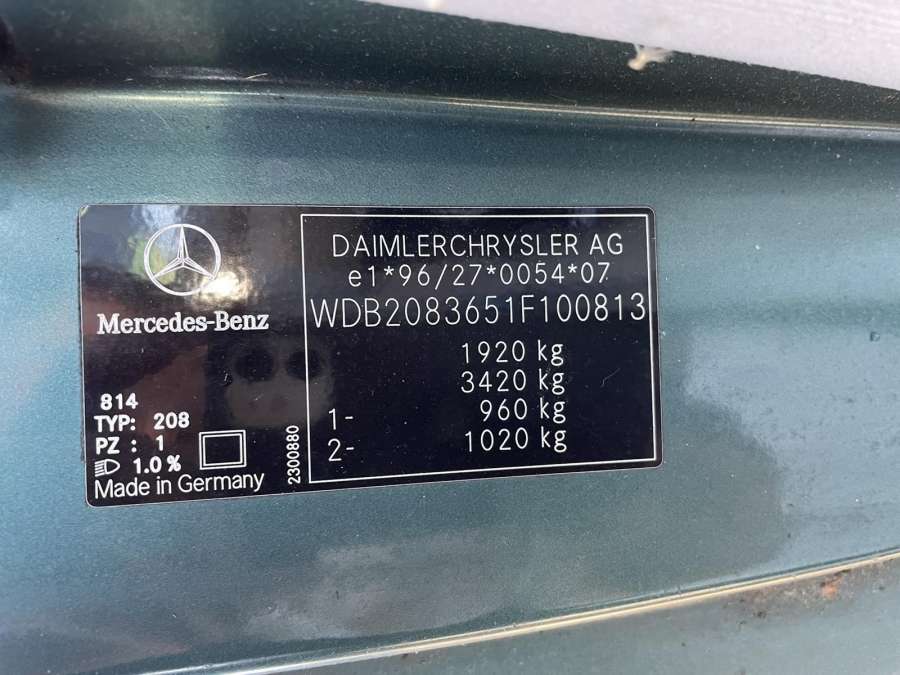 Mercedes-Benz
814
TYP: 208
PZ : 1
1.0 %
Made in Germany
2300880
DAIMLERCHRYSLER AG
e1*96/27*0054*07
WDB2083651F100813
1920 kg
3420 kg
1- 960 kg
2- 1020 kg